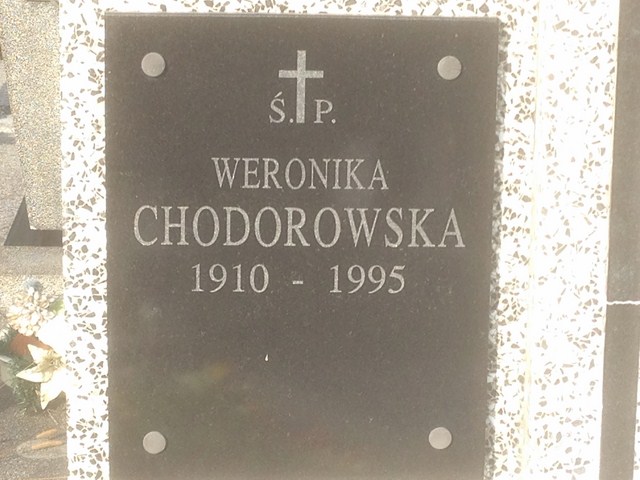 Ś. P.
WERONIKA
CHODOROWSKA
1910 - 1995